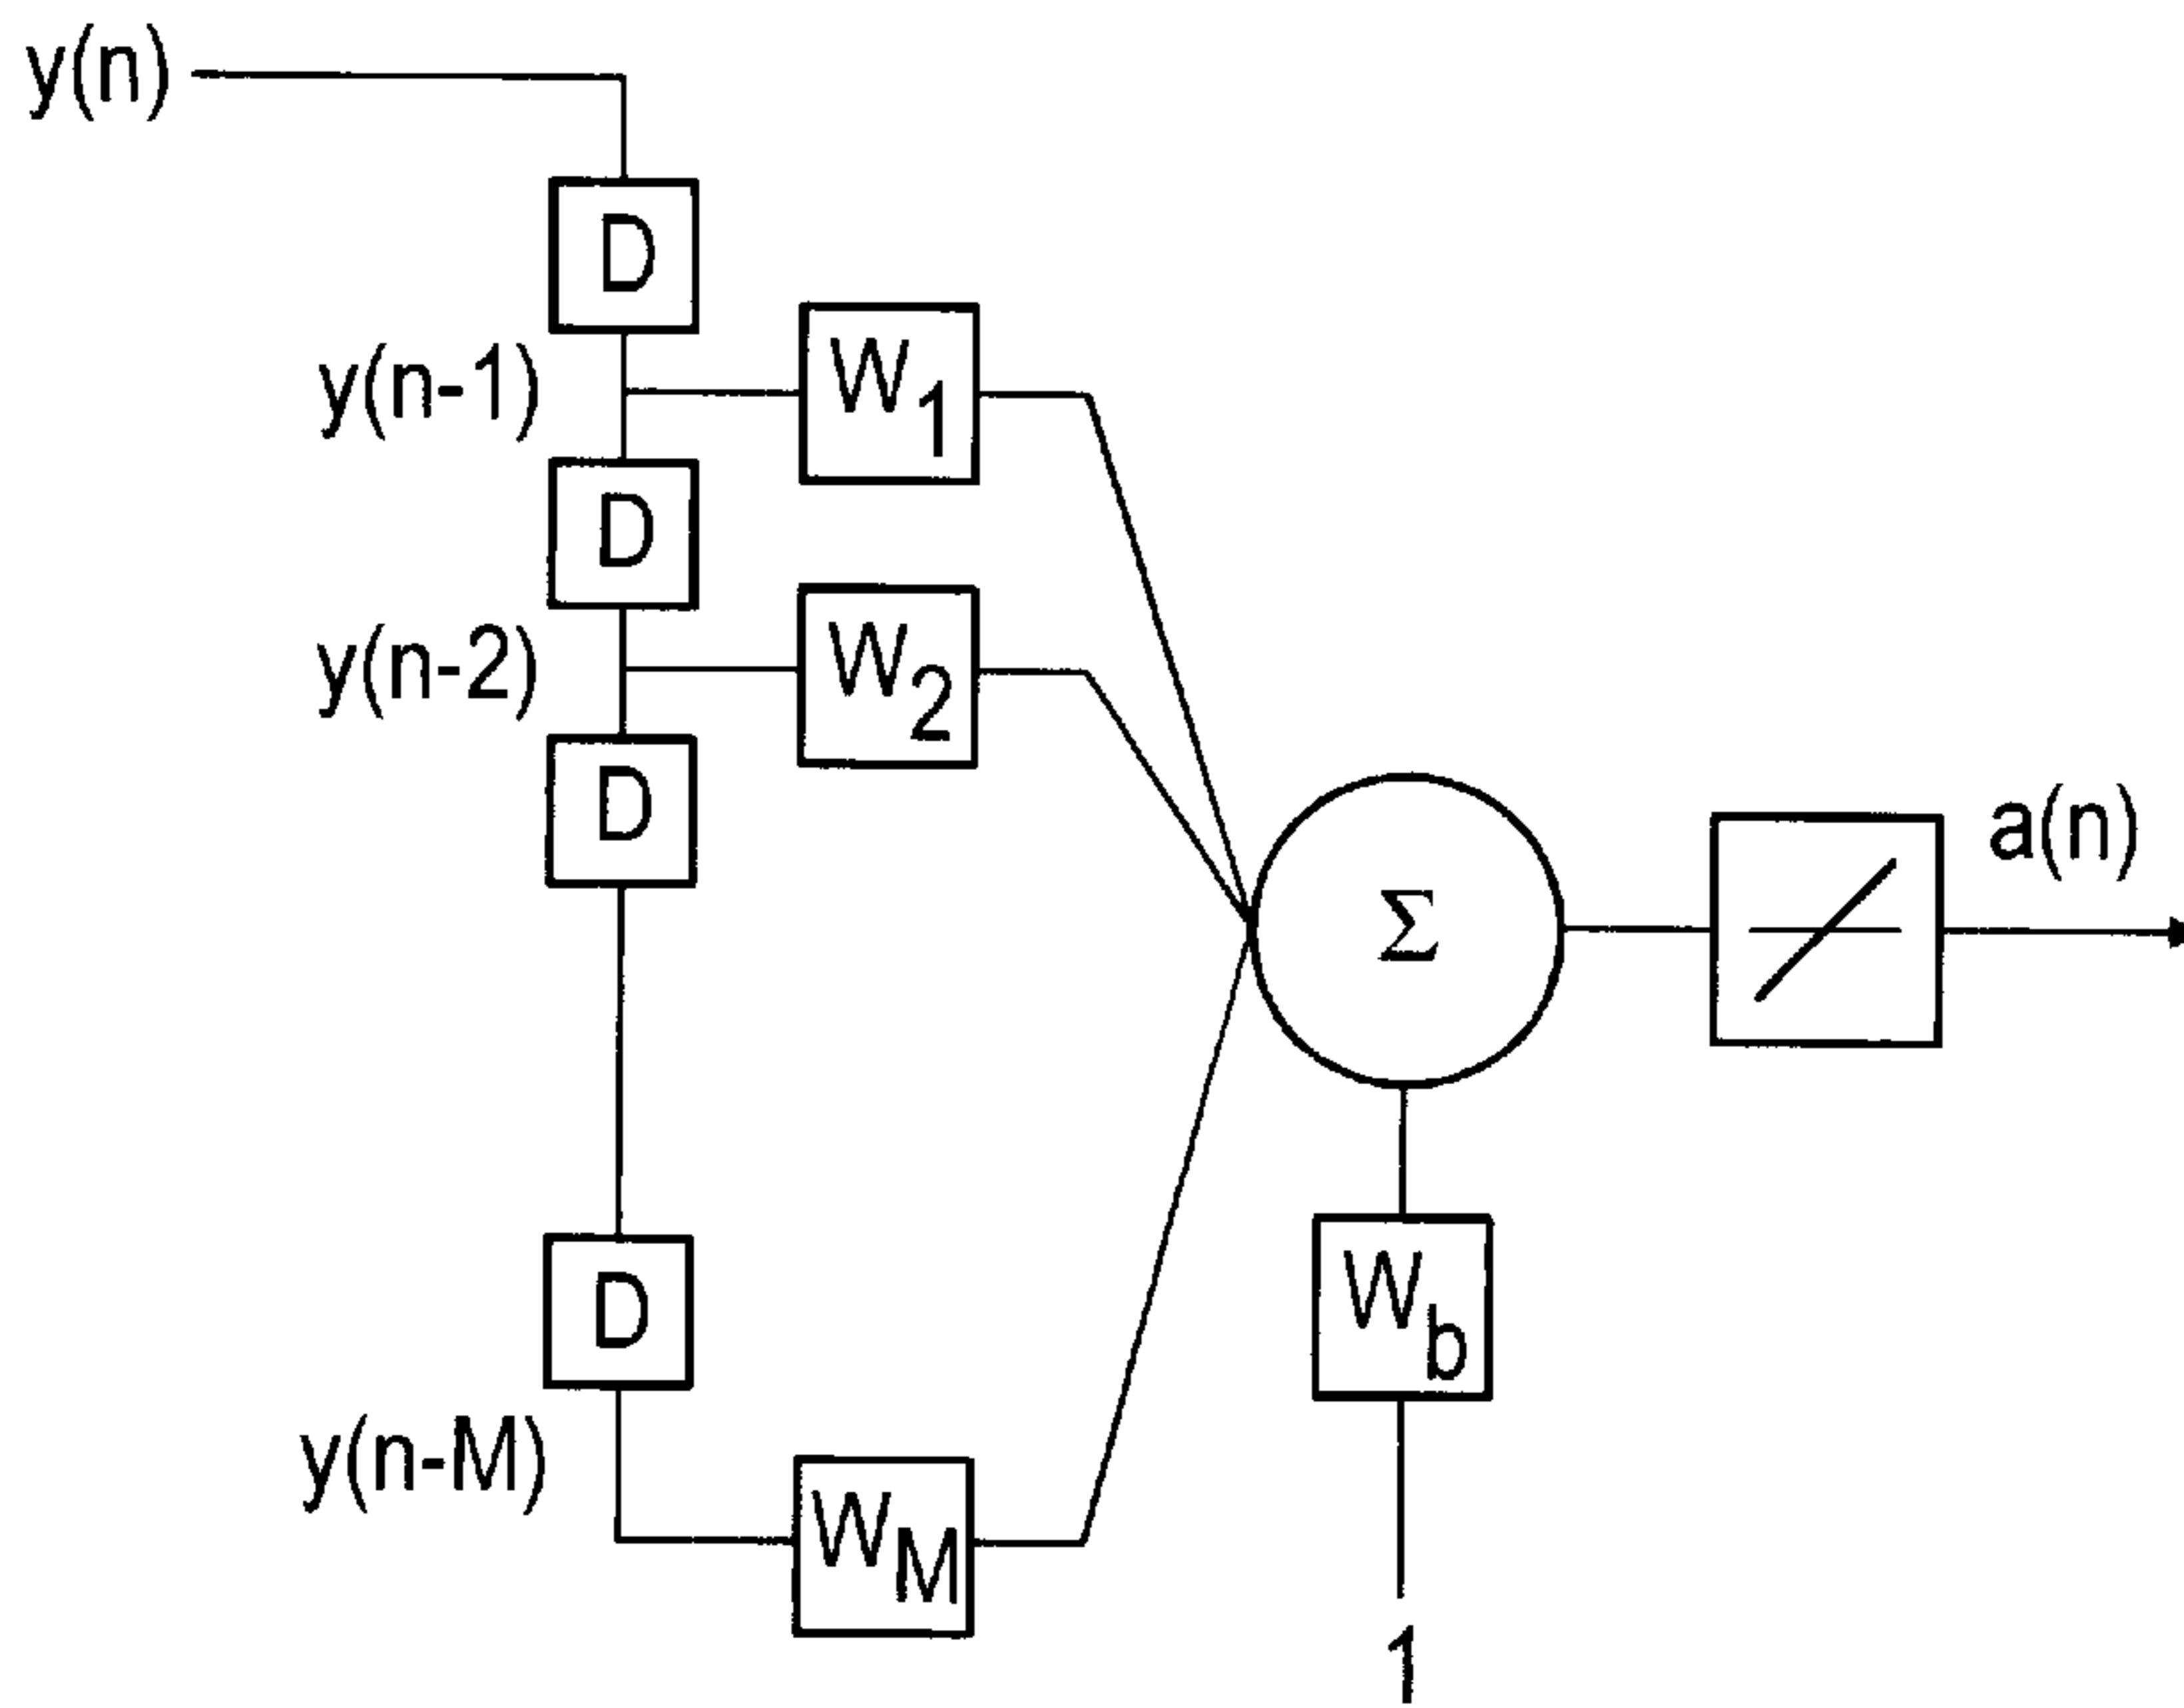 y(n)
D
y(n-1)
W1
D
y(n-2)
W2
D
Σ
a(n)
D
Wb
y(n-M)
WM
1